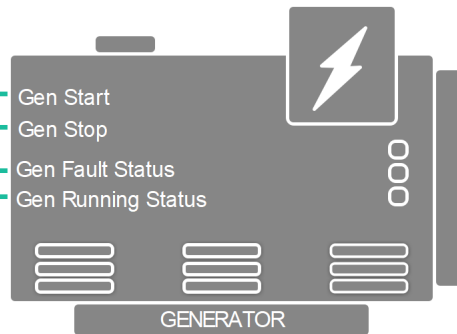 Gen Start
Gen Stop
Gen Fault Status
Gen Running Status
GENERATOR